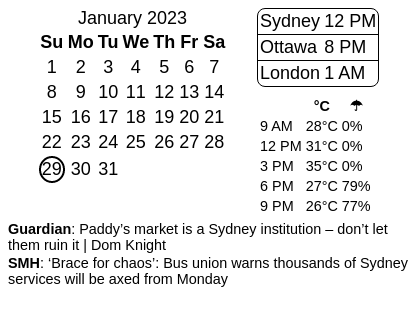 January 2023
Su Mo Tu We Th Fr Sa
1 2 3 4 5 6 7
8 9 10 11 12 13 14
15 16 17 18 19 20 21
22 23 24 25 26 27 28
29 30 31
Sydney 12 PM
Ottawa 8 PM
London 1 AM
°C ☂
9 AM 28°C 0%
12 PM 31°C 0%
3 PM 35°C 0%
6 PM 27°C 79%
9 PM 26°C 77%
Guardian: Paddy’s market is a Sydney institution – don’t let
them ruin it | Dom Knight
SMH: ‘Brace for chaos’: Bus union warns thousands of Sydney
services will be axed from Monday